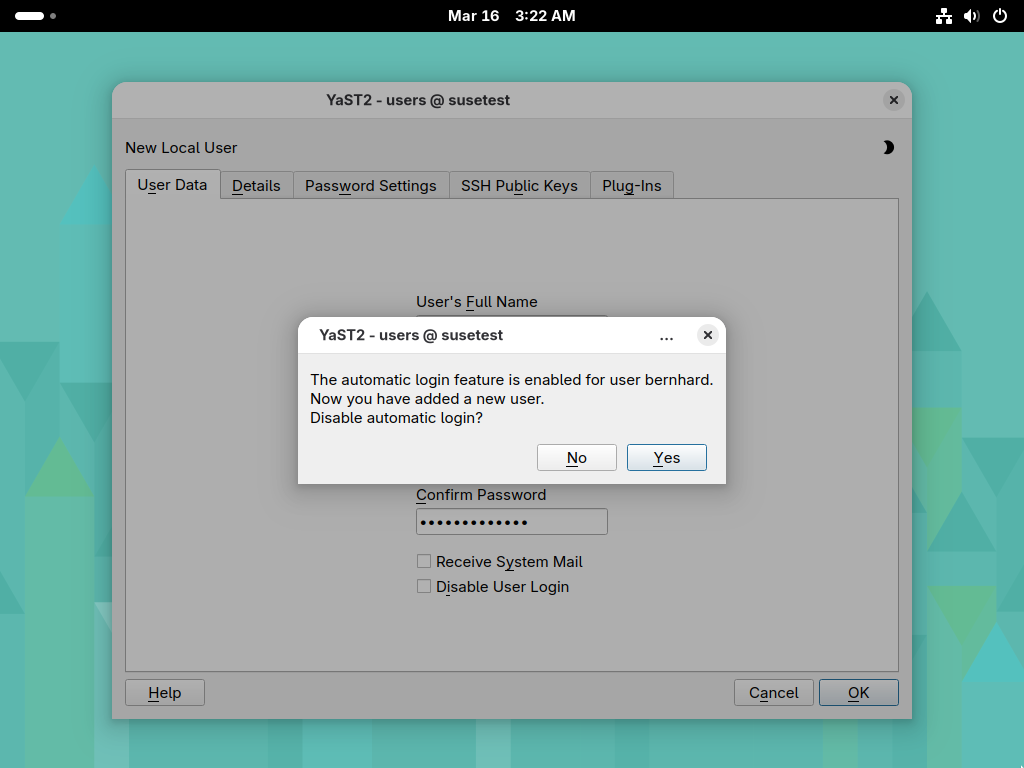 Mar 16 3:22 AM
YaST2 - users @ susetest
New Local User
User Data Details Password Settings SSH Public Keys Plug-Ins
User's Full Name
YaST2 - users @ susetest ...
The automatic login feature is enabled for user bernhard.
Now you have added a new user.
Disable automatic login?
No Yes
Confirm Password
Receive System Mail
Disable User Login
Help Cancel OK